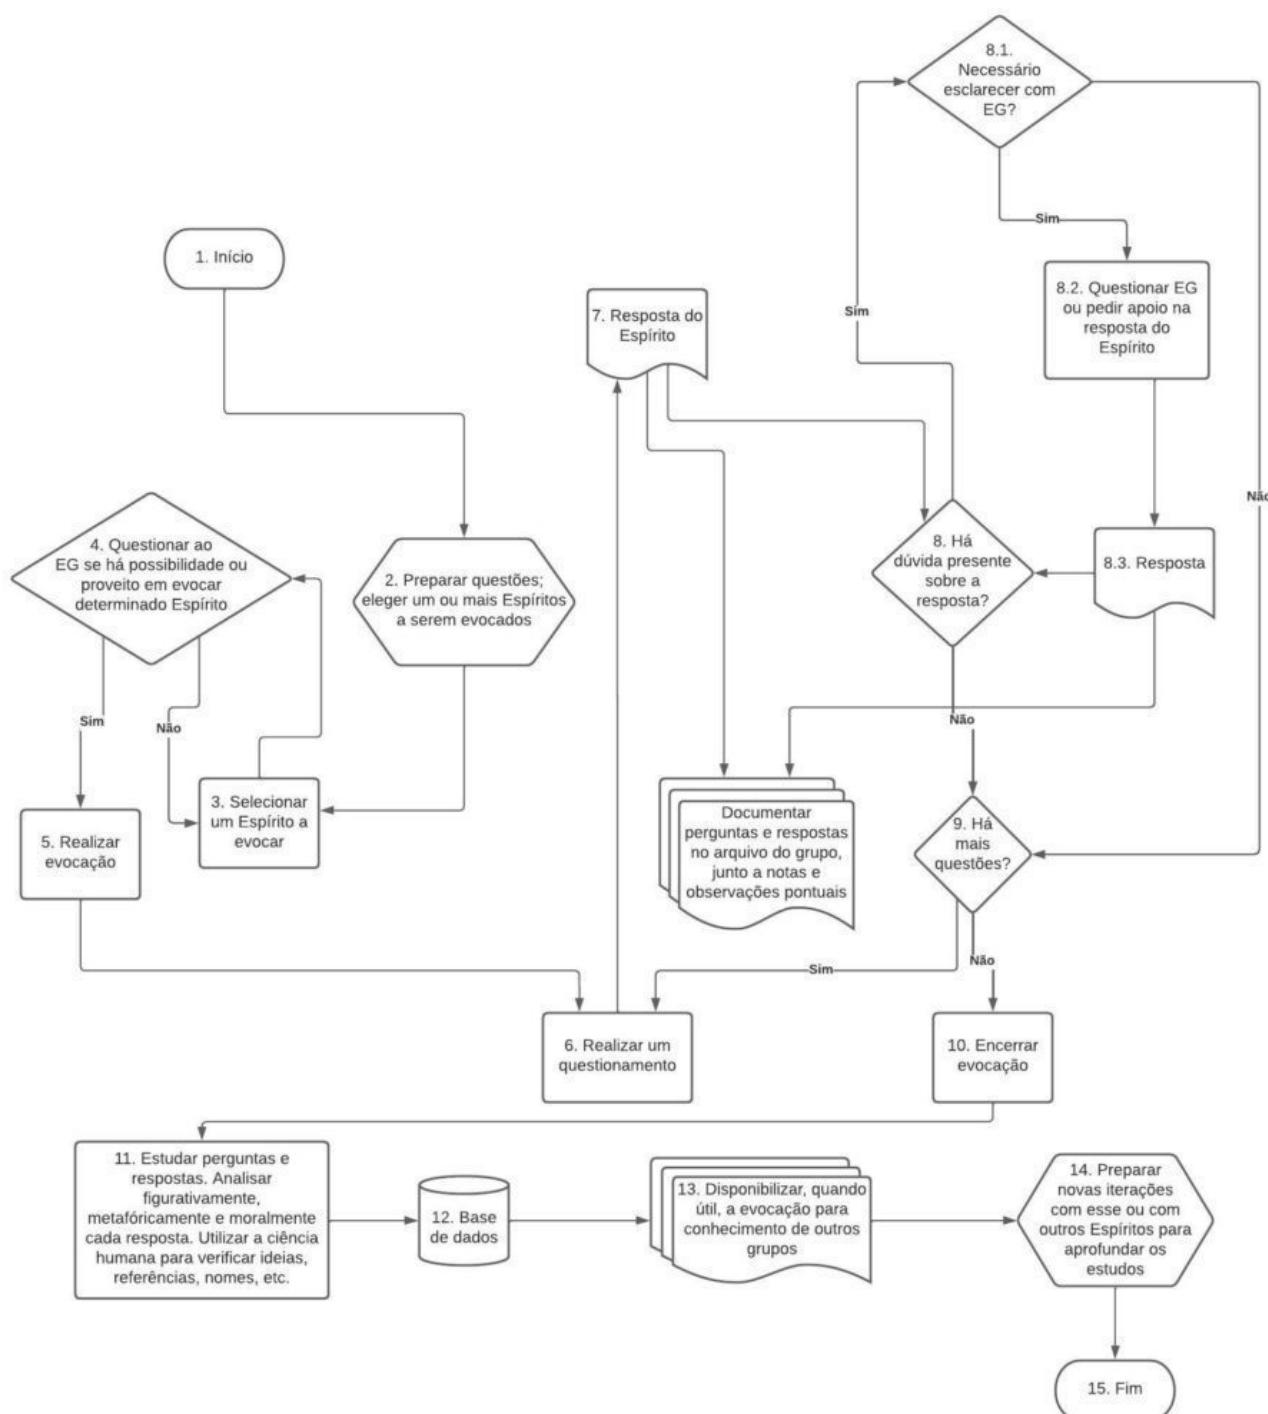 8.1.
Necessário
esclarecer com
EG?
Sim
8.2. Questionar EG
ou pedir apoio na
resposta do
Espírito
1. Início
7. Resposta do
Espírito
Sim
Não
4. Questionar ao
EG se há possibilidade ou
proveito em evocar
determinado Espírito
2. Preparar questões;
eleger um ou mais Espíritos
a serem evocados
8. Há
dúvida presente
sobre a
resposta?
8.3. Resposta
Sim
Não
Não
3. Selecionar
um Espírito a
evocar
5. Realizar
evocação
Documentar
perguntas e respostas
no arquivo do grupo,
junto a notas e
observações pontuais
9. Há
mais
questões?
Sim
Não
6. Realizar um
questionamento
10. Encerrar
evocação
11. Estudar perguntas e
respostas. Analisar
figurativamente,
metafóricamente e moralmente
cada resposta. Utilizar a ciência
humana para verificar ideias,
referências, nomes, etc.
12. Base
de dados
13. Disponibilizar, quando
útil, a evocação para
conhecimento de outros
grupos
14. Preparar
novas iterações
com esse ou com
outros Espíritos para
aprofundar os
estudos
15. Fim